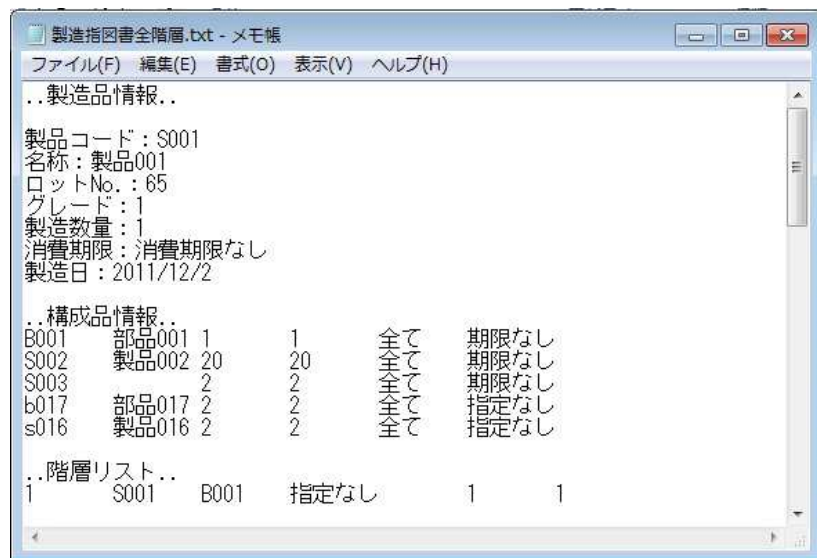 製造指図書全階層.txt - メモ帳
ファイル(F) 編集(E) 書式(O) 表示(V) ヘルプ(H)
..製造品情報..
製品コード：S001
名称：製品001
ロットNo.：65
グレード：1
製造数量：1
消費期限：消費期限なし
製造日：2011/12/2
..構成品情報..
B001 部品001 1 1 全て 期限なし
S002 製品002 20 20 全て 期限なし
S003 2 2 全て 期限なし
b017 部品017 2 2 全て 指定なし
s016 製品016 2 2 全て 指定なし
..階層リスト..
1 S001 B001 指定なし 1 1